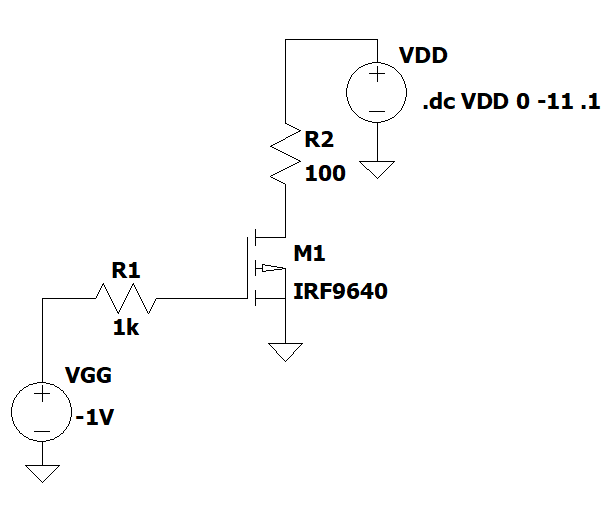 VDD
.dc VDD 0 -11 .1
R2
100
M1
IRF9640
R1
1k
VGG
-1V